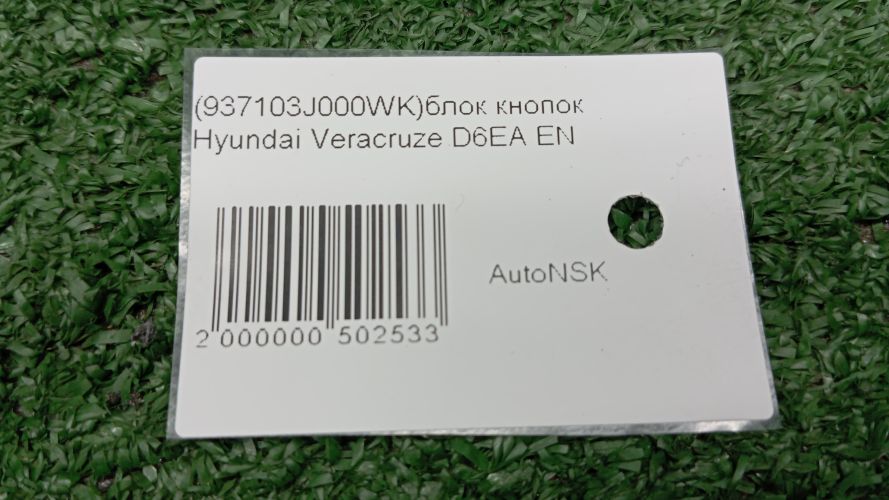 (937103J000WK)блок кнопок
Hyundai Veracruze D6EA EN
AutoNSK
2 000000 502533